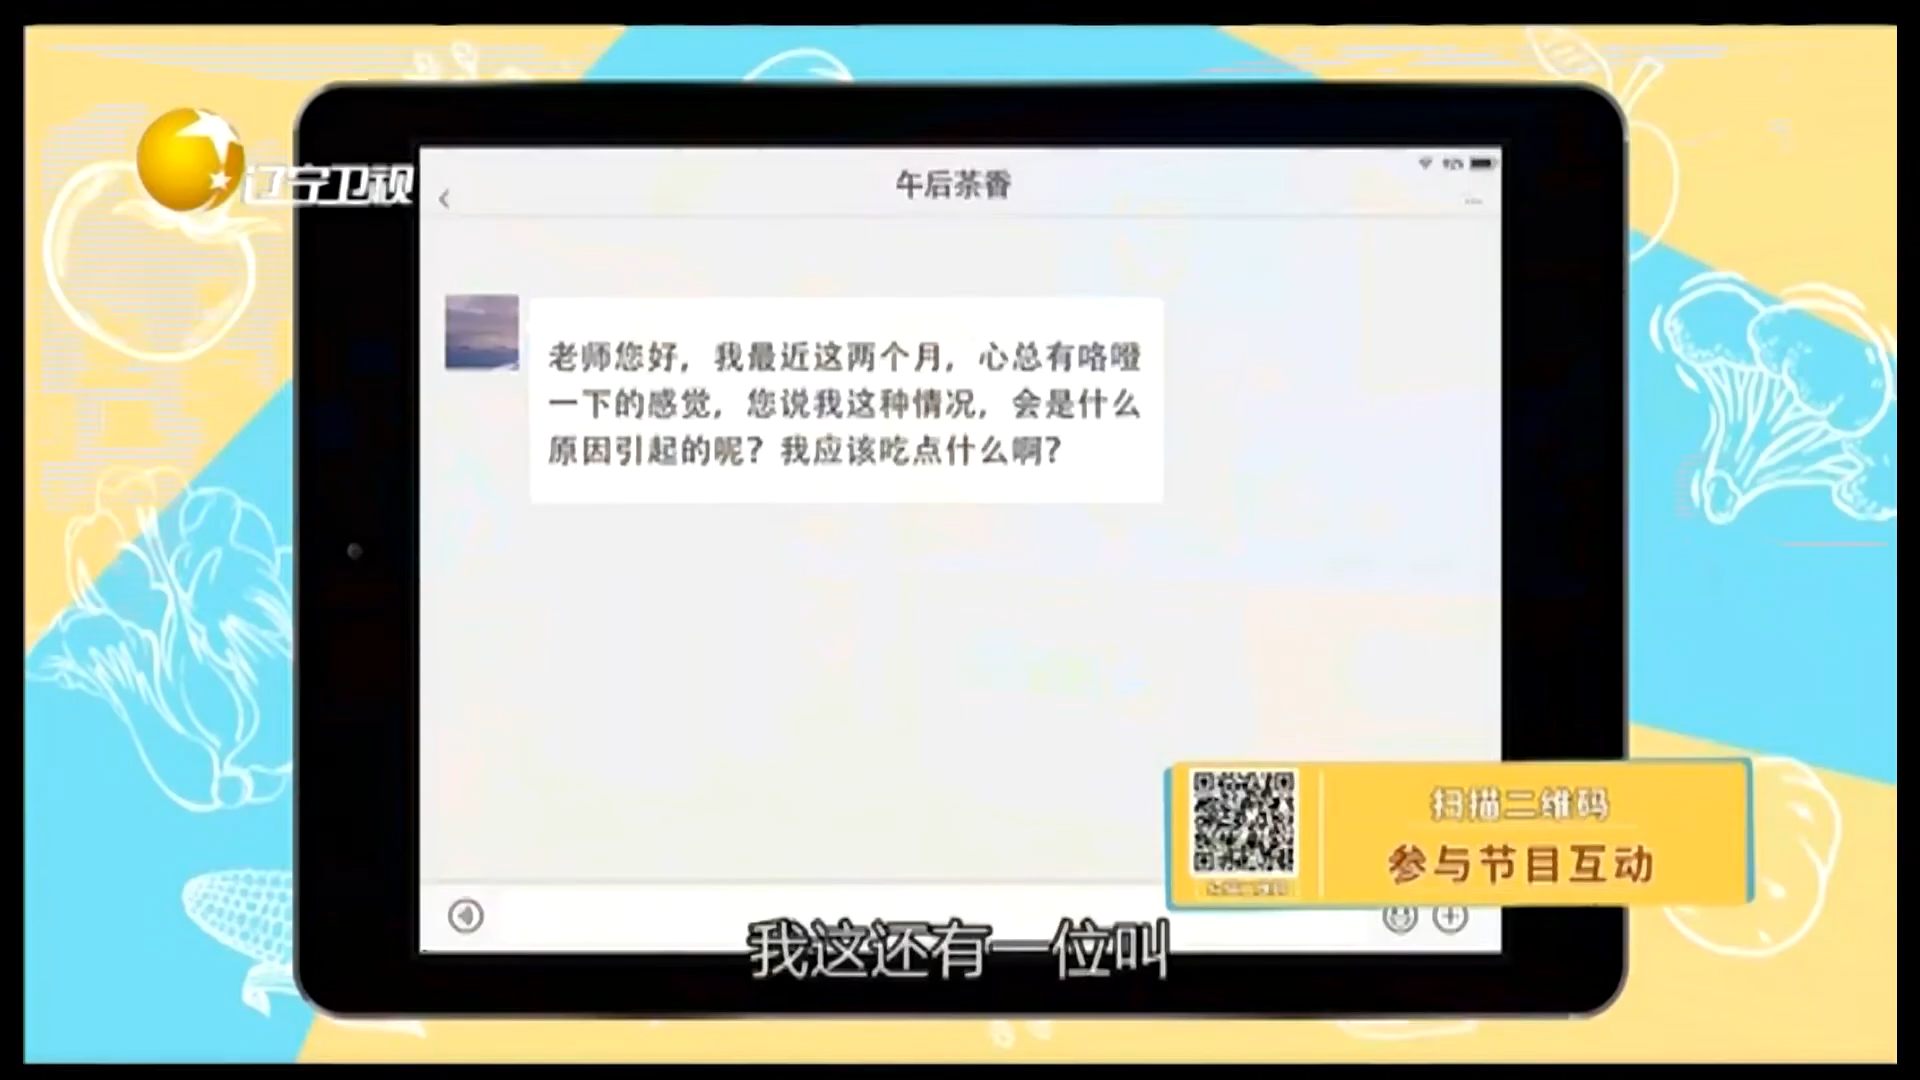 辽宁卫视
午后茶香
老师您好，我最近这两个月，心总有咯噔
一下的感觉，您说我这种情况，会是什么
原因引起的呢？我应该吃点什么啊？
扫描二维码
参与节目互动
我这还有一位叫